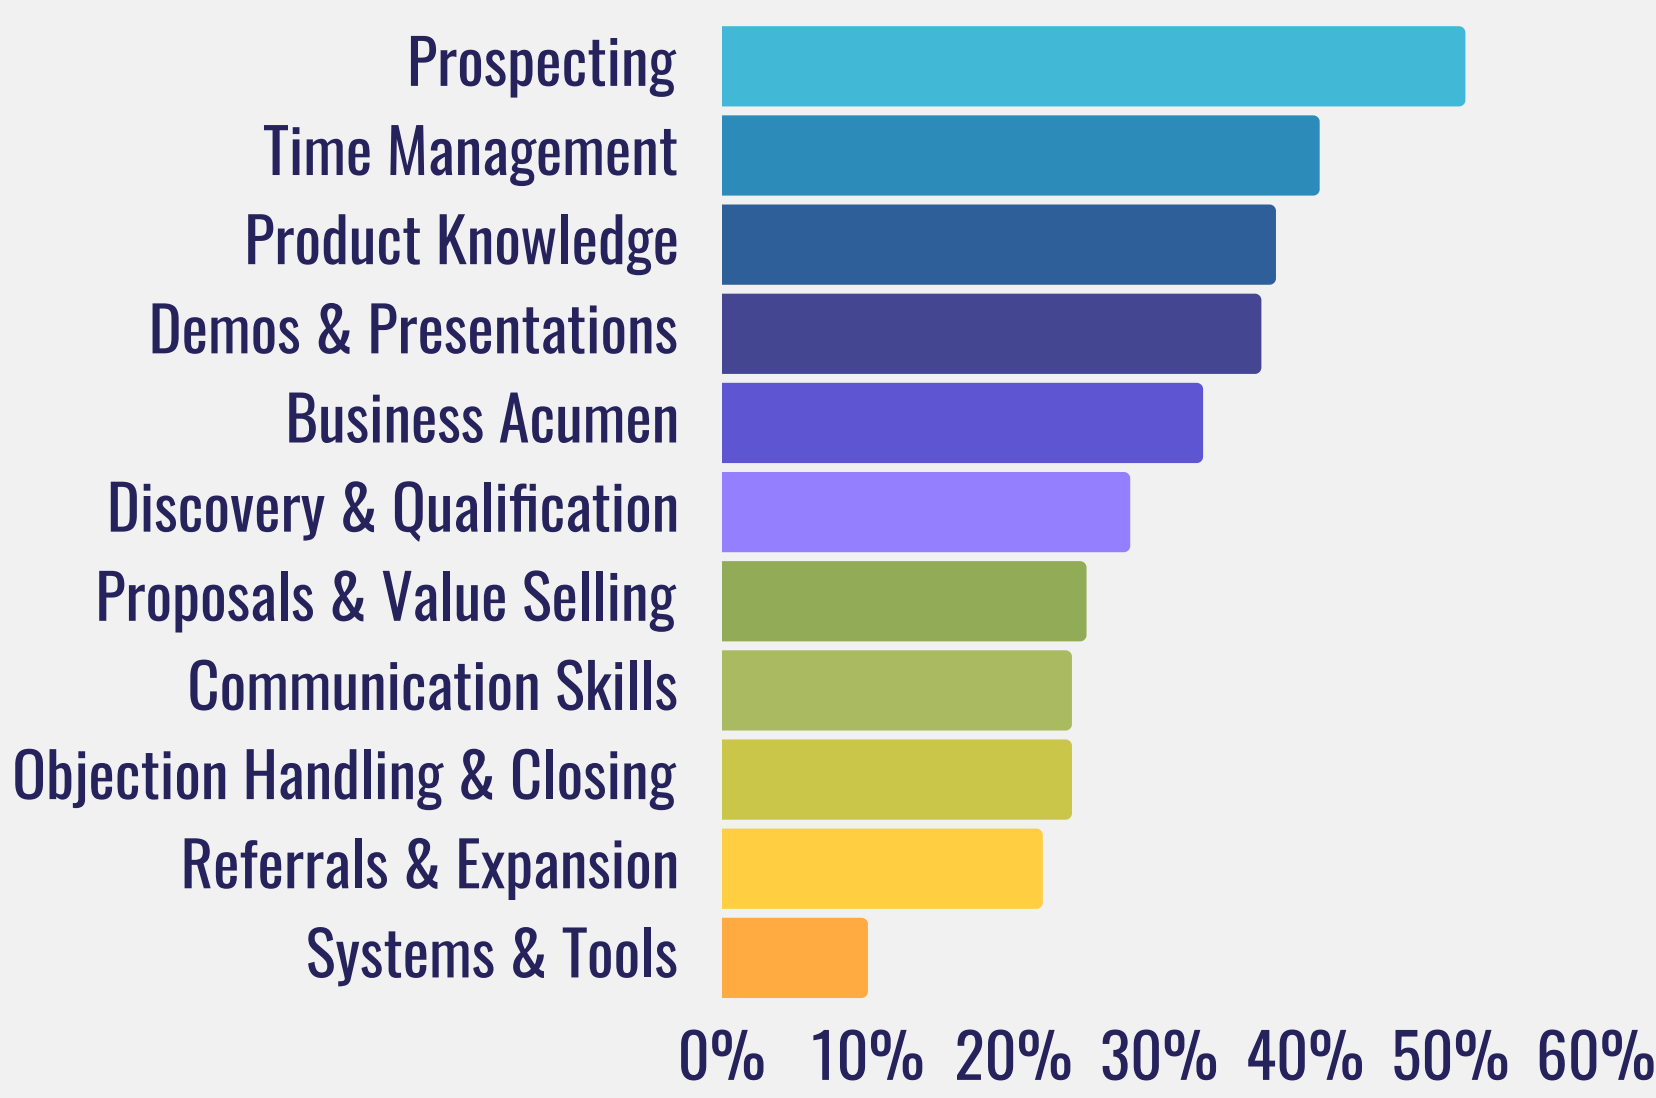 Prospecting
Time Management
Product Knowledge
Demos & Presentations
Business Acumen
Discovery & Qualification
Proposals & Value Selling
Communication Skills
Objection Handling & Closing
Referrals & Expansion
Systems & Tools
0% 10% 20% 30% 40% 50% 60%